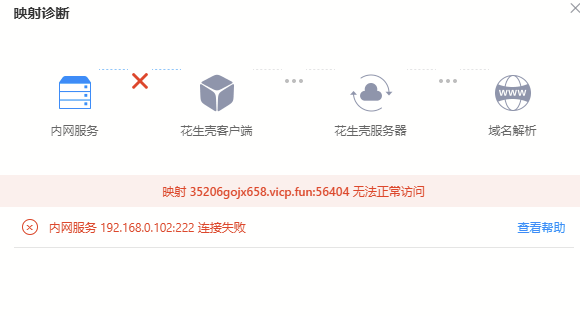 映射诊断
WWW
内网服务
花生壳客户端
花生壳服务器
域名解析
映射 35206gojx658.vicp.fun:56404 无法正常访问
内网服务 192.168.0.102:222 连接失败
查看帮助